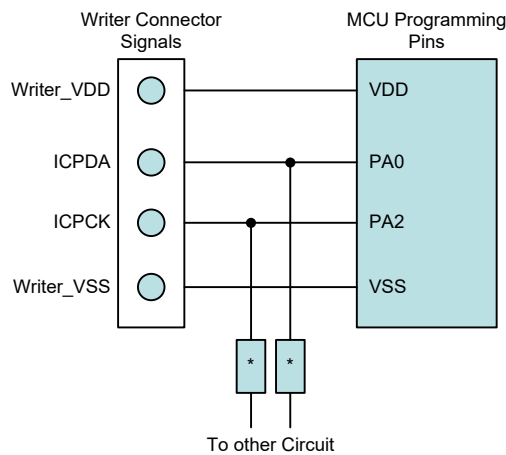 Writer Connector
Signals
MCU Programming
Pins
Writer_VDD
VDD
ICPDA
PA0
ICPCK
PA2
Writer_VSS
VSS
*
*
To other Circuit